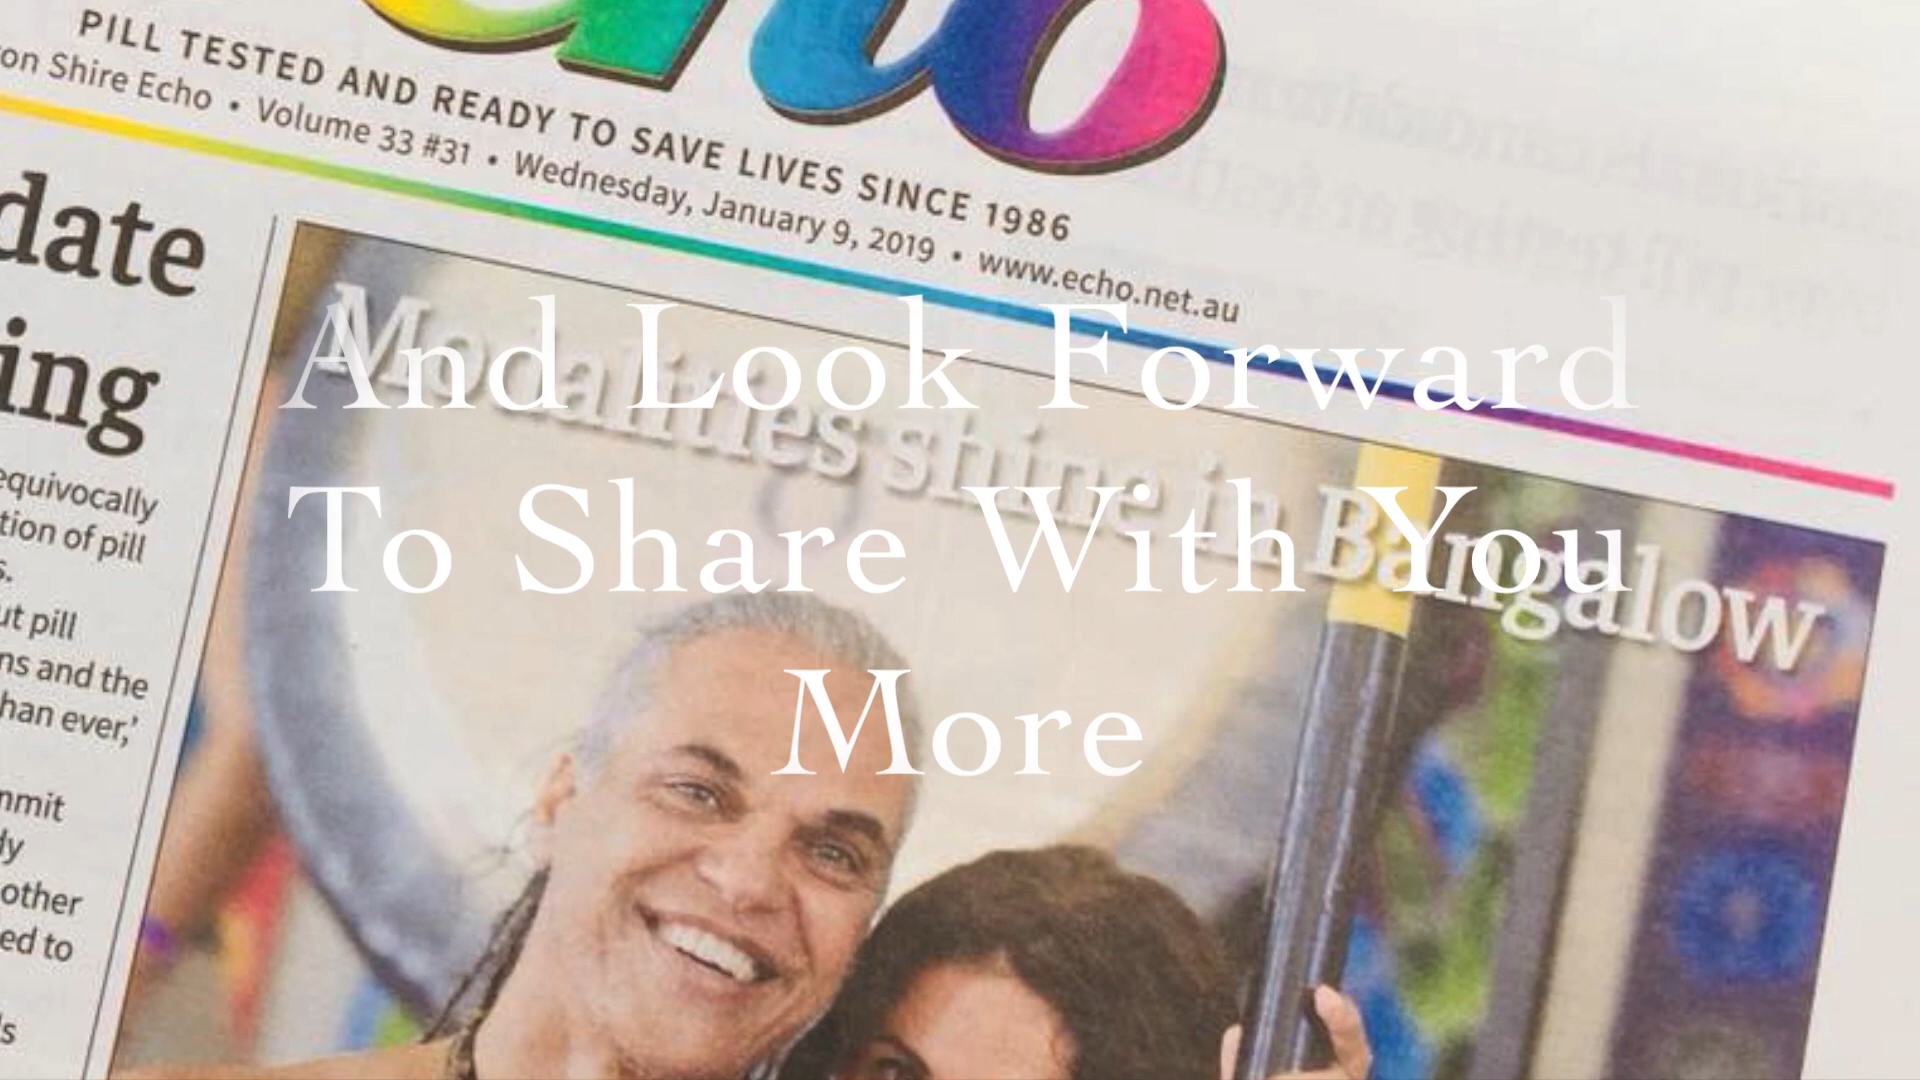 PILL TESTED AND READY TO SAVE LIVES SINCE 1986
Shire Echo • Volume 33 #31 • Wednesday, January 9, 2019 • www.echo.net.au
Modalities shine in Bangalow
And Look Forward
To Share With You
More
date
ing
equivocally
tion of pill
s.
ut pill
ns and the
han ever,'
mmit
dy
other
ed to